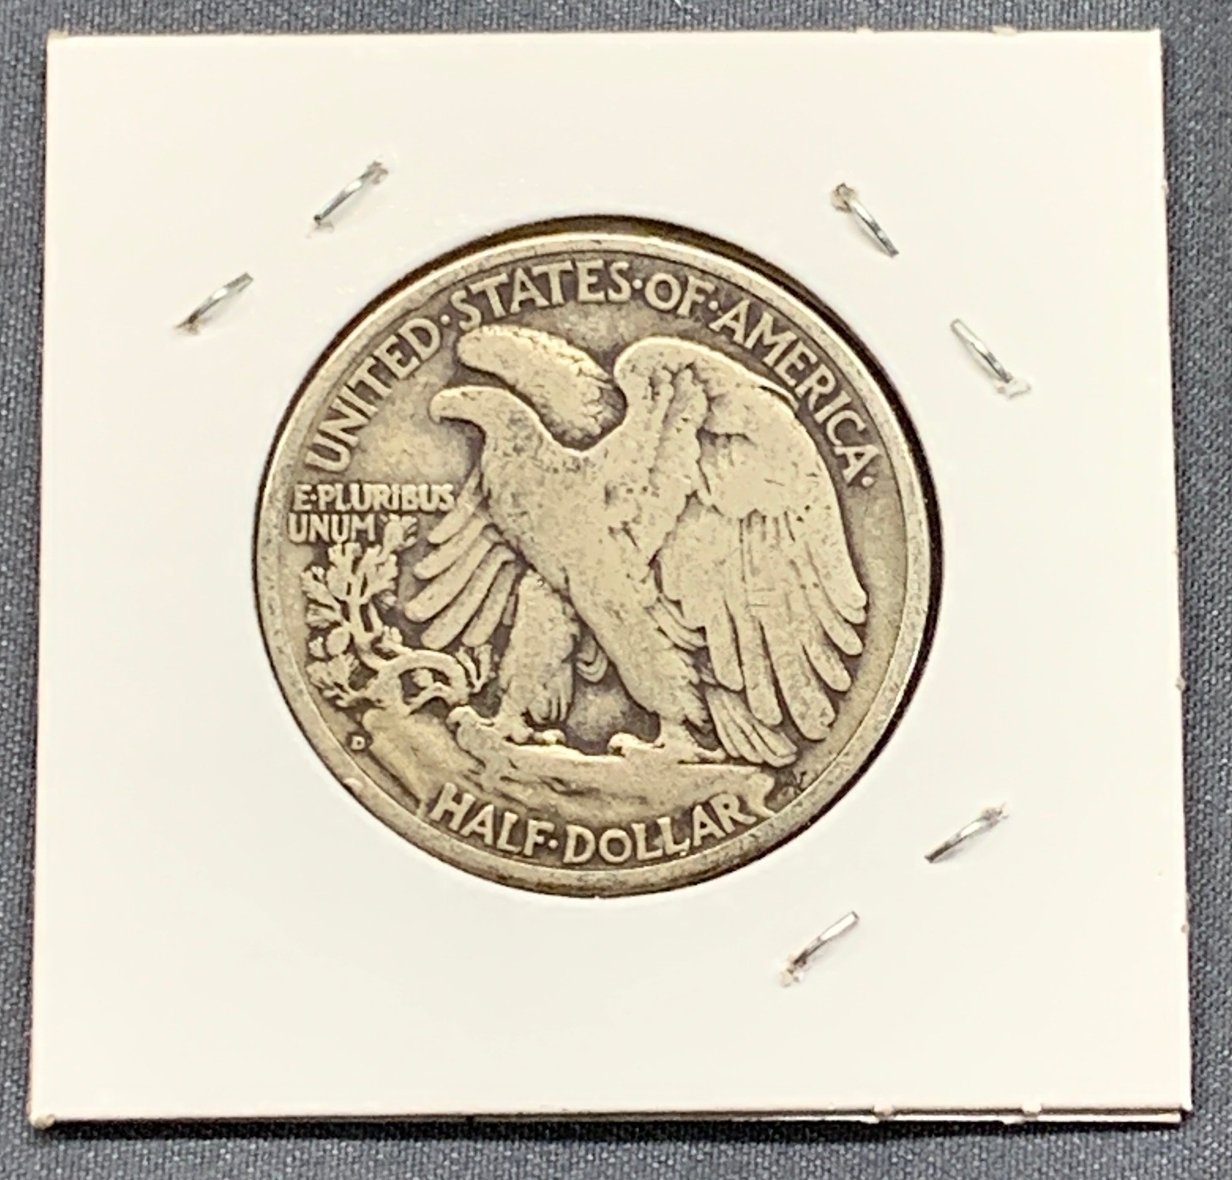 UNITED·STATES·OF·AMERICA·
E·PLURIBUS
UNUM
D
HALF·DOLLAR